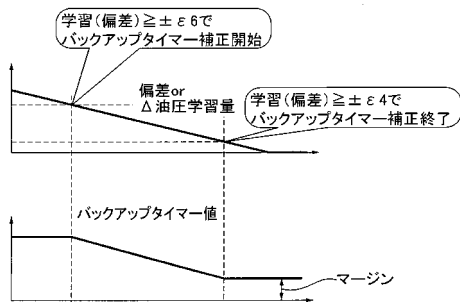 学習(偏差)≧±ε6で
バックアップタイマー補正開始
偏差or
Δ油圧学習量
学習(偏差)≧±ε4で
バックアップタイマー補正終了
バックアップタイマー値
マージン